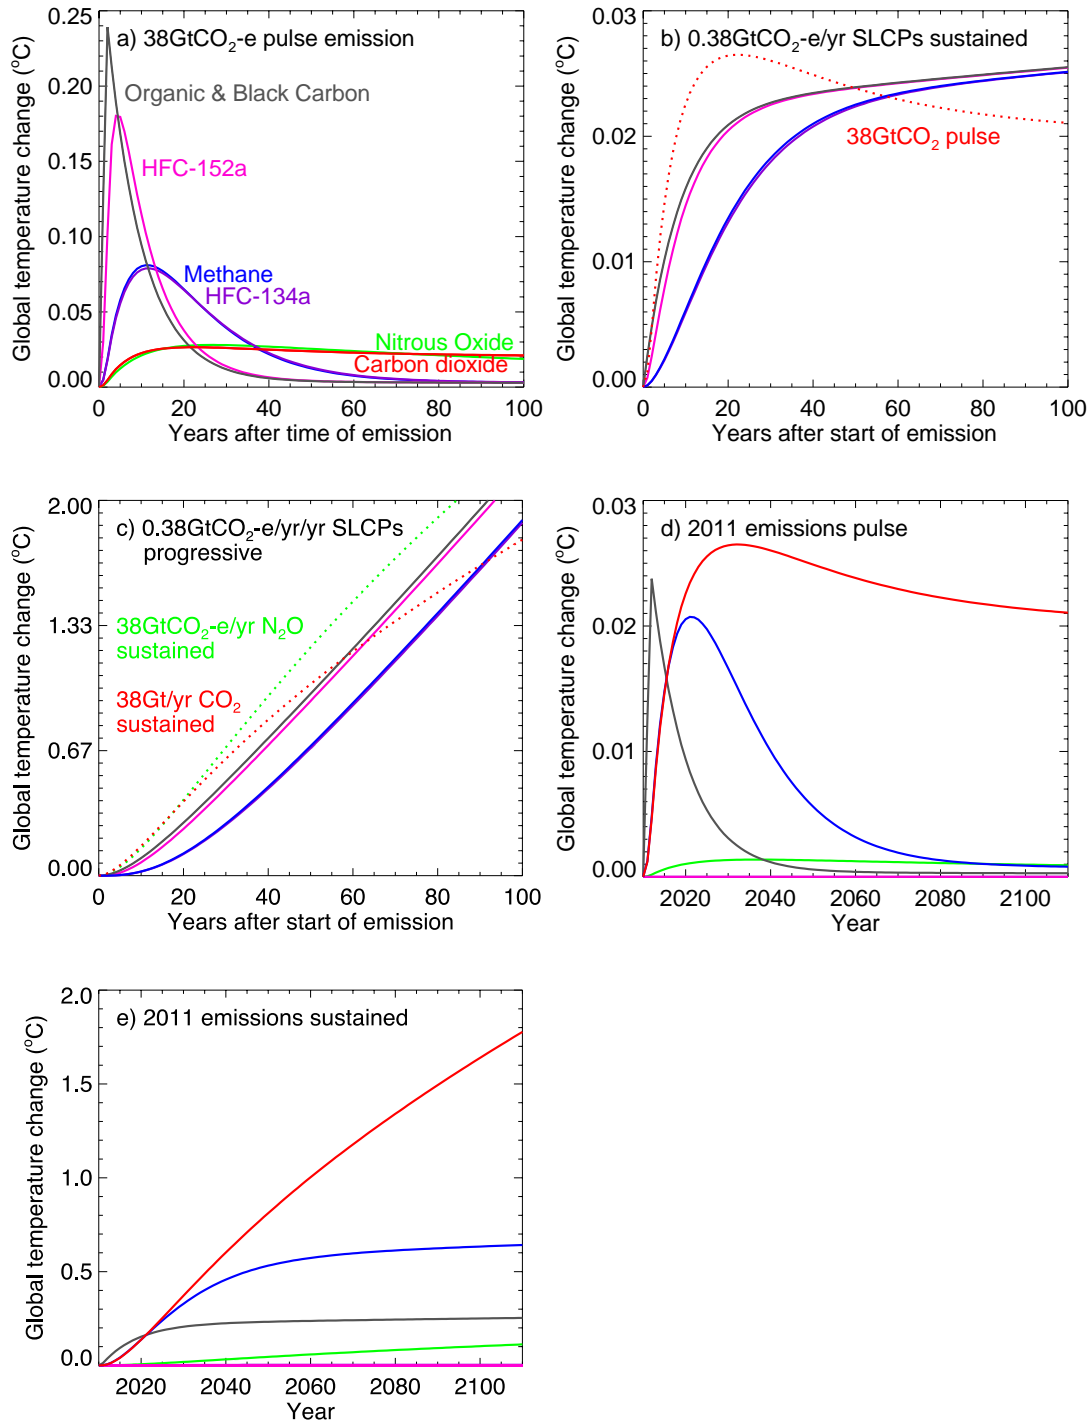 a) 38GtCO₂-e pulse emission
Global temperature change (°C)
0.25
0.20
0.15
0.10
0.05
0.00
Organic & Black Carbon
HFC-152a
Methane
HFC-134a
Nitrous Oxide
Carbon dioxide
0 20 40 60 80 100
Years after time of emission
b) 0.38GtCO₂-e/yr SLCPs sustained
Global temperature change (°C)
0.03
0.02
0.01
0.00
38GtCO₂ pulse
0 20 40 60 80 100
Years after start of emission
c) 0.38GtCO₂-e/yr/yr SLCPs
progressive
Global temperature change (°C)
2.00
1.33
0.67
0.00
38GtCO₂-e/yr N₂O
sustained
38Gt/yr CO₂
sustained
0 20 40 60 80 100
Years after start of emission
d) 2011 emissions pulse
Global temperature change (°C)
0.03
0.02
0.01
0.00
2020 2040 2060 2080 2100
Year
e) 2011 emissions sustained
Global temperature change (°C)
2.0
1.5
1.0
0.5
0.0
2020 2040 2060 2080 2100
Year